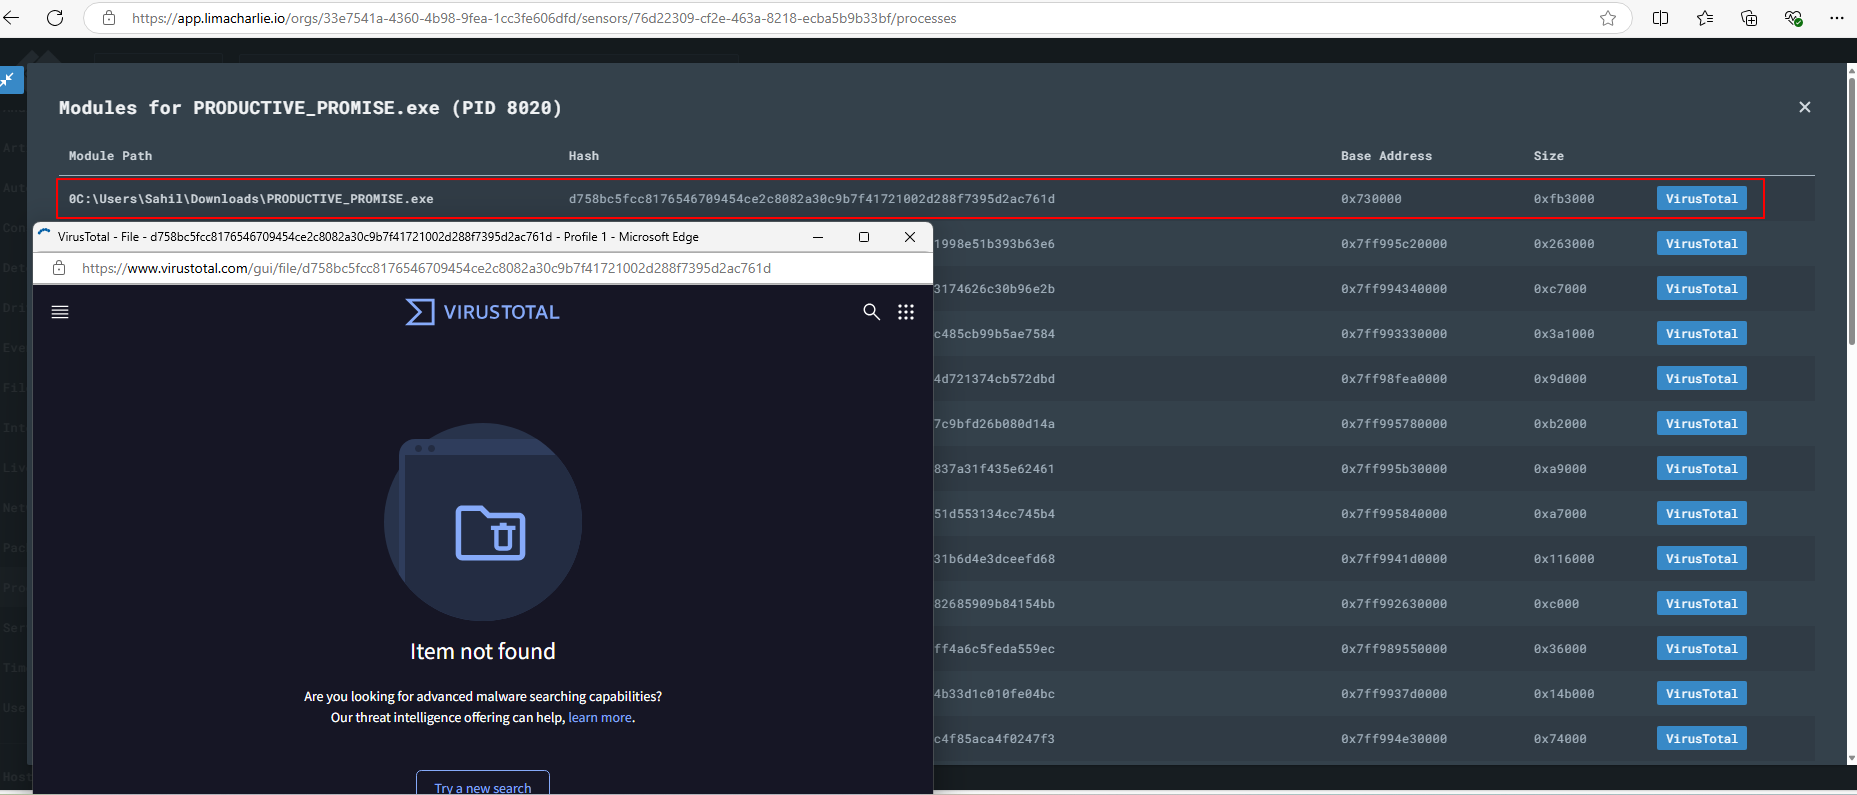 https://app.limacharlie.io/orgs/33e7541a-4360-4b98-9fea-1cc3fe606dfd/sensors/76d22309-cf2e-463a-8218-ecba5b9b33bf/processes
Modules for PRODUCTIVE_PROMISE.exe (PID 8020)
Module Path Hash Base Address Size
0C:\Users\Sahil\Downloads\PRODUCTIVE_PROMISE.exe d758bc5fcc8176546709454ce2c8082a30c9b7f41721002d288f7395d2ac761d 0x730000 0xfb3000 VirusTotal
1998e51b393b63e6 0x7ff995c20000 0x263000 VirusTotal
3174626c30b96e2b 0x7ff994340000 0xc7000 VirusTotal
c485cb99b5ae7584 0x7ff993330000 0x3a1000 VirusTotal
4d721374cb572dbd 0x7ff98fea0000 0x9d000 VirusTotal
7c9bfd26b080d14a 0x7ff995780000 0xb2000 VirusTotal
837a31f435e62461 0x7ff995b30000 0xa9000 VirusTotal
51d553134cc745b4 0x7ff995840000 0xa7000 VirusTotal
31b6d4e3dceefd68 0x7ff9941d0000 0x116000 VirusTotal
82685909b84154bb 0x7ff992630000 0xc000 VirusTotal
ff4a6c5feda559ec 0x7ff989550000 0x36000 VirusTotal
4b33d1c010fe04bc 0x7ff9937d0000 0x14b000 VirusTotal
c4f85aca4f0247f3 0x7ff994e30000 0x74000 VirusTotal
VirusTotal - File - d758bc5fcc8176546709454ce2c8082a30c9b7f41721002d288f7395d2ac761d - Profile 1 - Microsoft Edge
https://www.virustotal.com/gui/file/d758bc5fcc8176546709454ce2c8082a30c9b7f41721002d288f7395d2ac761d
VIRUSTOTAL
Item not found
Are you looking for advanced malware searching capabilities?
Our threat intelligence offering can help, learn more.
Try a new search